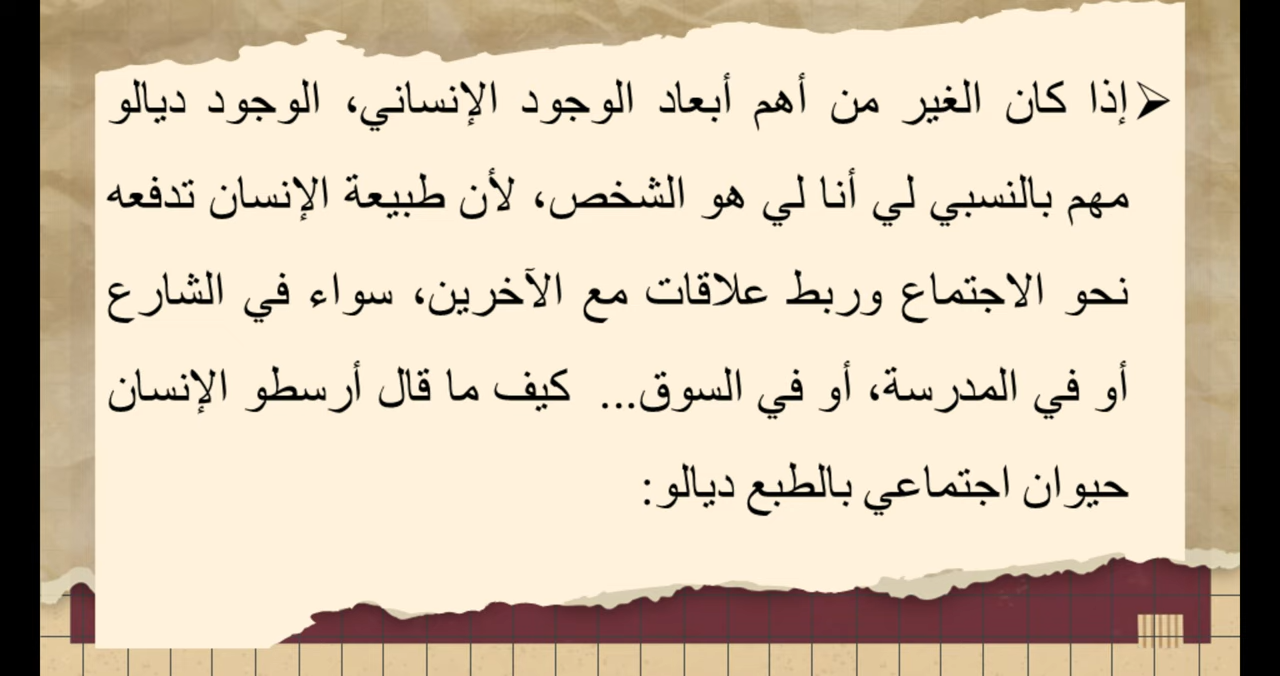 إذا كان الغير من أهم أبعاد الوجود الإنساني، الوجود ديالو
مهم بالنسبي لي أنا لي هو الشخص، لأن طبيعة الإنسان تدفعه
نحو الاجتماع وربط علاقات مع الآخرين، سواء في الشارع
أو في المدرسة، أو في السوق... كيف ما قال أرسطو الإنسان
حيوان اجتماعي بالطبع ديالو: